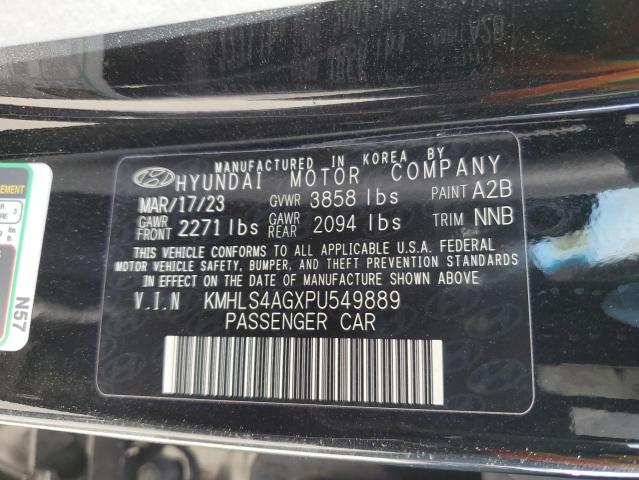 MANUFACTURED IN KOREA BY
HYUNDAI MOTOR COMPANY
MAR/17/23 GVWR 3858 lbs PAINT A2B
GAWR FRONT 2271 lbs GAWR REAR 2094 lbs TRIM NNB
THIS VEHICLE CONFORMS TO ALL APPLICABLE U.S.A. FEDERAL
MOTOR VEHICLE SAFETY, BUMPER, AND THEFT PREVENTION STANDARDS
IN EFFECT ON THE DATE OF MANUFACTURE SHOWN ABOVE
V.I.N KMHLS4AGXPU549889
PASSENGER CAR
N57